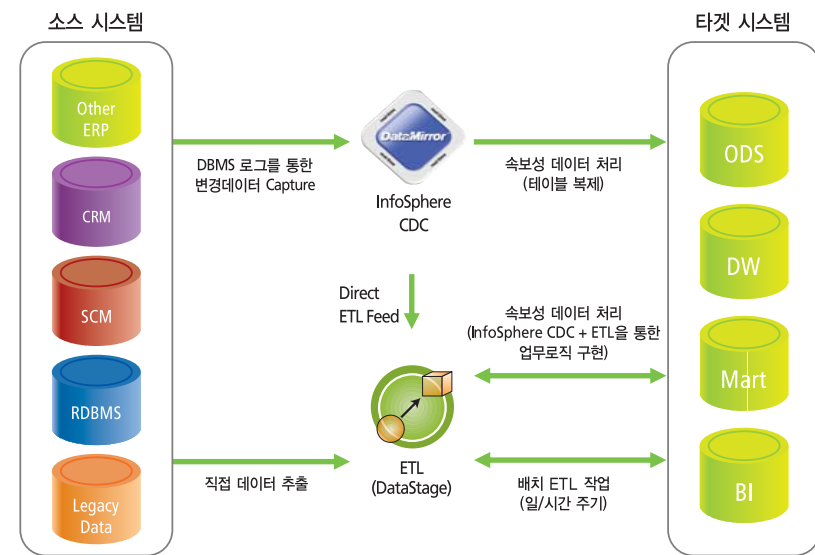 소스 시스템
타겟 시스템
Other
ERP
CRM
SCM
RDBMS
Legacy
Data
DBMS 로그를 통한
변경데이터 Capture
DataMirror
InfoSphere
CDC
속보성 데이터 처리
(테이블 복제)
Direct
ETL Feed
속보성 데이터 처리
(InfoSphere CDC + ETL을 통한
업무로직 구현)
직접 데이터 추출
ETL
(DataStage)
배치 ETL 작업
(일/시간 주기)
ODS
DW
Mart
BI